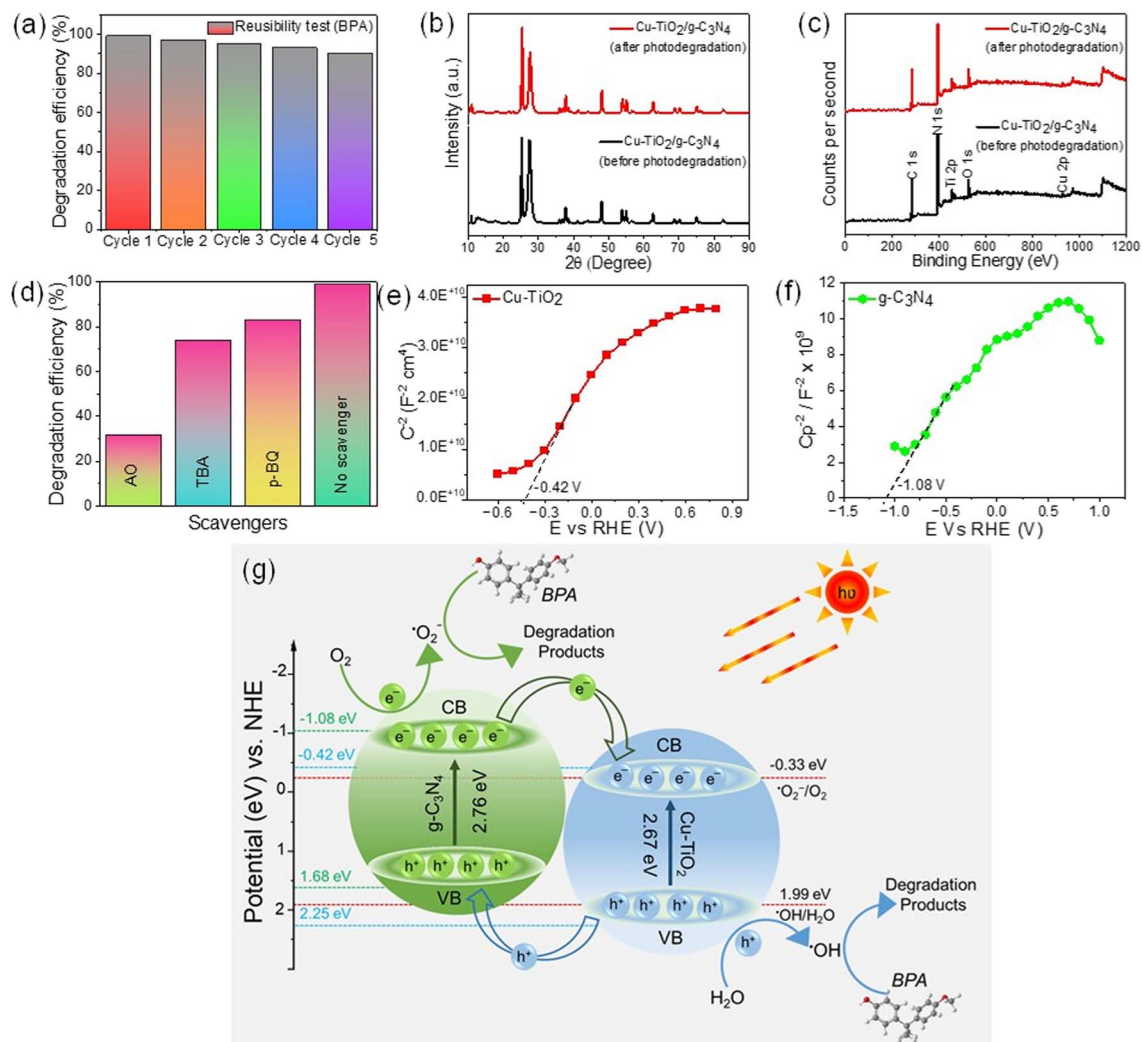 (a)
Reusibility test (BPA)
Degradation efficiency (%)
100
80
60
40
20
0
Cycle 1 Cycle 2 Cycle 3 Cycle 4 Cycle 5
(b)
Cu-TiO2/g-C3N4
(after photodegradation)
Cu-TiO2/g-C3N4
(before photodegradation)
Intensity (a.u.)
10 20 30 40 50 60 70 80 90
2θ (Degree)
(c)
Cu-TiO2/g-C3N4
(after photodegradation)
Cu-TiO2/g-C3N4
(before photodegradation)
Counts per second
C 1s
N 1s
Ti 2p
O 1s
Cu 2p
0 200 400 600 800 1000 1200
Binding Energy (eV)
(d)
Degradation efficiency (%)
100
80
60
40
20
0
AO
TBA
p-BQ
No scavenger
Scavengers
(e)
Cu-TiO2
C-2 (F-2 cm4)
4.0E+10
3.0E+10
2.0E+10
1.0E+10
0.0E+10
-0.42 V
-0.6 -0.3 0.0 0.3 0.6 0.9
E vs RHE (V)
(f)
g-C3N4
Cp-2 / F-2 x 109
12
10
8
6
4
2
0
-1.08 V
-1.5 -1.0 -0.5 0.0 0.5 1.0
E Vs RHE (V)
(g)
BPA
hυ
·O2−
Degradation
Products
O2
e−
e−
Potential (eV) vs. NHE
-2
-1
0
1
2
CB
-1.08 eV
e− e− e− e−
-0.42 eV
CB
-0.33 eV
e− e− e− e−
·O2−/O2
g-C3N4
2.76 eV
2.67 eV
Cu-TiO2
h+ h+ h+ h+
1.68 eV
VB
2.25 eV
1.99 eV
h+ h+ h+ h+
·OH/H2O
VB
h+
h+
Degradation
Products
·OH
H2O
BPA